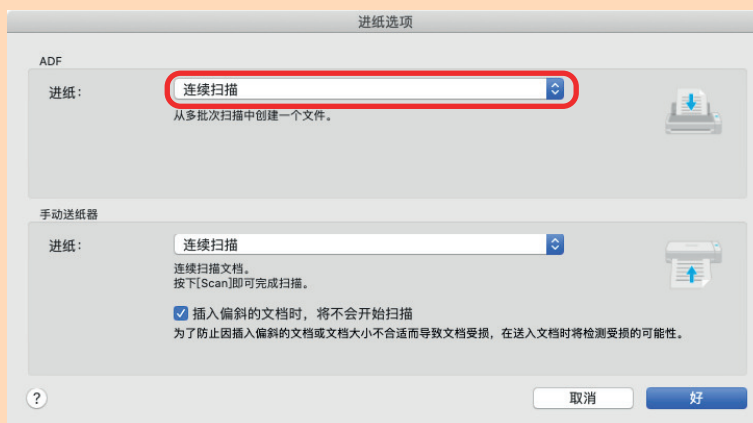 进纸选项
ADF
进纸：
连续扫描
从多批次扫描中创建一个文件。
手动送纸器
进纸：
连续扫描
连续扫描文档。
按下[Scan]即可完成扫描。
插入偏斜的文档时，将不会开始扫描
为了防止因插入偏斜的文档或文档大小不合适而导致文档受损，在送入文档时将检测受损的可能性。
?
取消
好